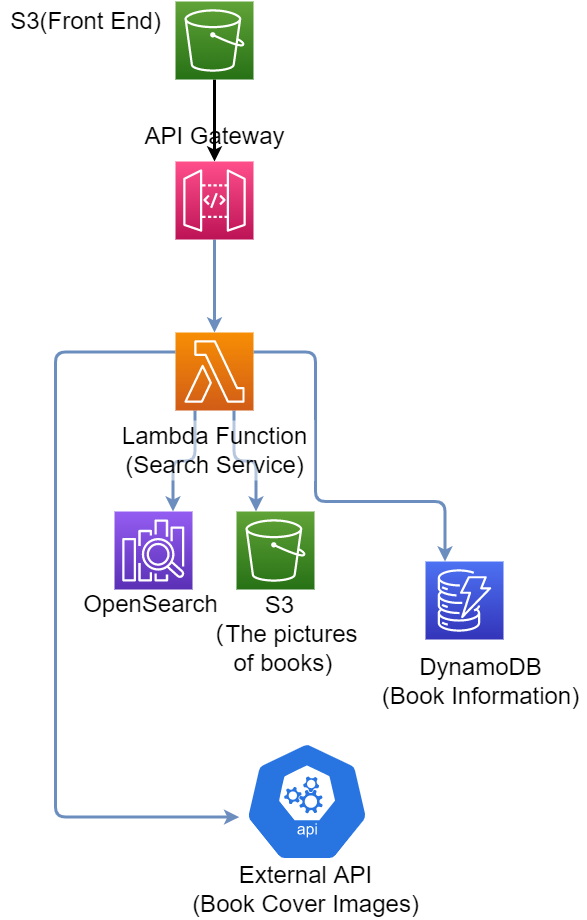 S3(Front End)
API Gateway
</>
Lambda Function
(Search Service)
OpenSearch
S3
(The pictures
of books)
DynamoDB
(Book Information)
api
External API
(Book Cover Images)